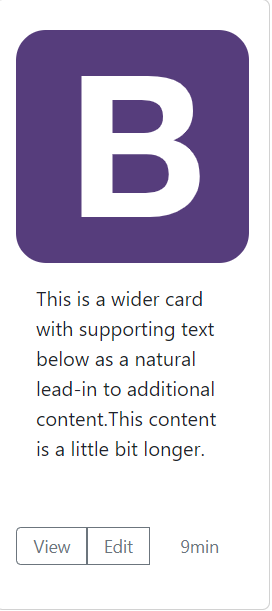 B
This is a wider card
with supporting text
below as a natural
lead-in to additional
content.This content
is a little bit longer.
View Edit 9min